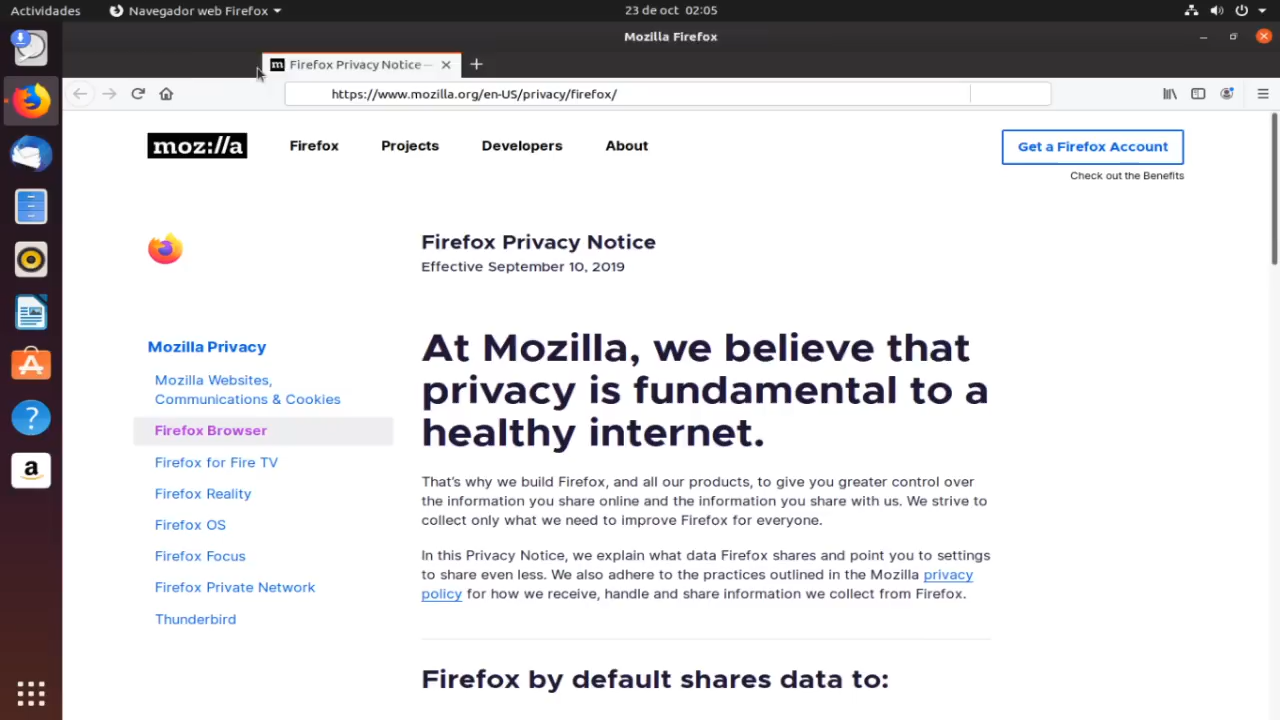 Actividades
Navegador web Firefox
23 de oct 02:05
Mozilla Firefox
m
Firefox Privacy Notice —
https://www.mozilla.org/en-US/privacy/firefox/
moz://a
Firefox
Projects
Developers
About
Get a Firefox Account
Check out the Benefits
Firefox Privacy Notice
Effective September 10, 2019
Mozilla Privacy
Mozilla Websites,
Communications & Cookies
Firefox Browser
Firefox for Fire TV
Firefox Reality
Firefox OS
Firefox Focus
Firefox Private Network
Thunderbird
At Mozilla, we believe that
privacy is fundamental to a
healthy internet.
That's why we build Firefox, and all our products, to give you greater control over
the information you share online and the information you share with us. We strive to
collect only what we need to improve Firefox for everyone.
In this Privacy Notice, we explain what data Firefox shares and point you to settings
to share even less. We also adhere to the practices outlined in the Mozilla privacy
policy for how we receive, handle and share information we collect from Firefox.
Firefox by default shares data to:
?
a